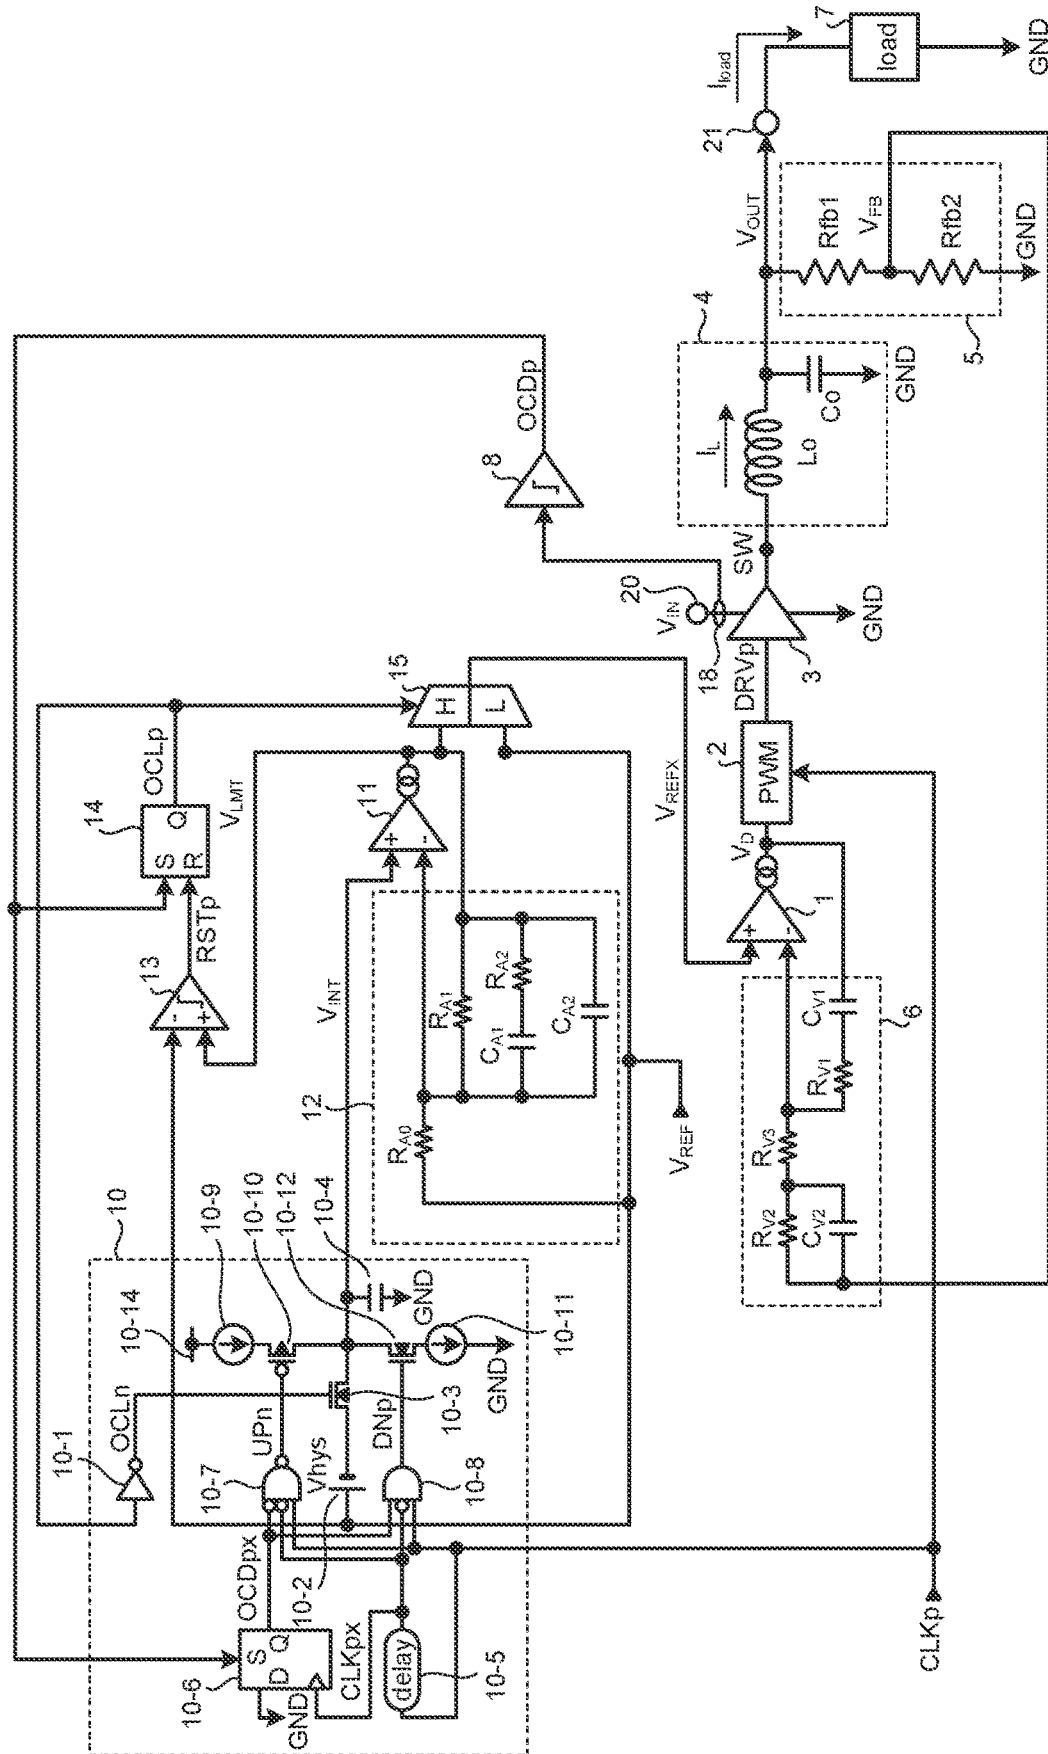 10
10-1
OCLn
10-14
10-9
10-10
10-12
10-4
GND
10-11
GND
10-3
UPn
DNp
10-7
Vhys
10-8
OCDpx
10-2
10-6
S
D
Q
GND
CLKpx
delay
10-5
OCLp
14
S
R
Q
RSTp
13
-
+
VLMT
VINT
11
+
-
15
H
L
12
RA0
RA1
CA1
RA2
CA2
VREF
VREFX
OCDp
8
VIN
20
18
DRVp
3
GND
SW
2
PWM
VD
+
-
1
CV1
RV1
6
RV3
RV2
CV2
CLKp
4
IL
Lo
Co
GND
VOUT
21
Iload
7
load
GND
Rfb1
VFB
Rfb2
GND
5